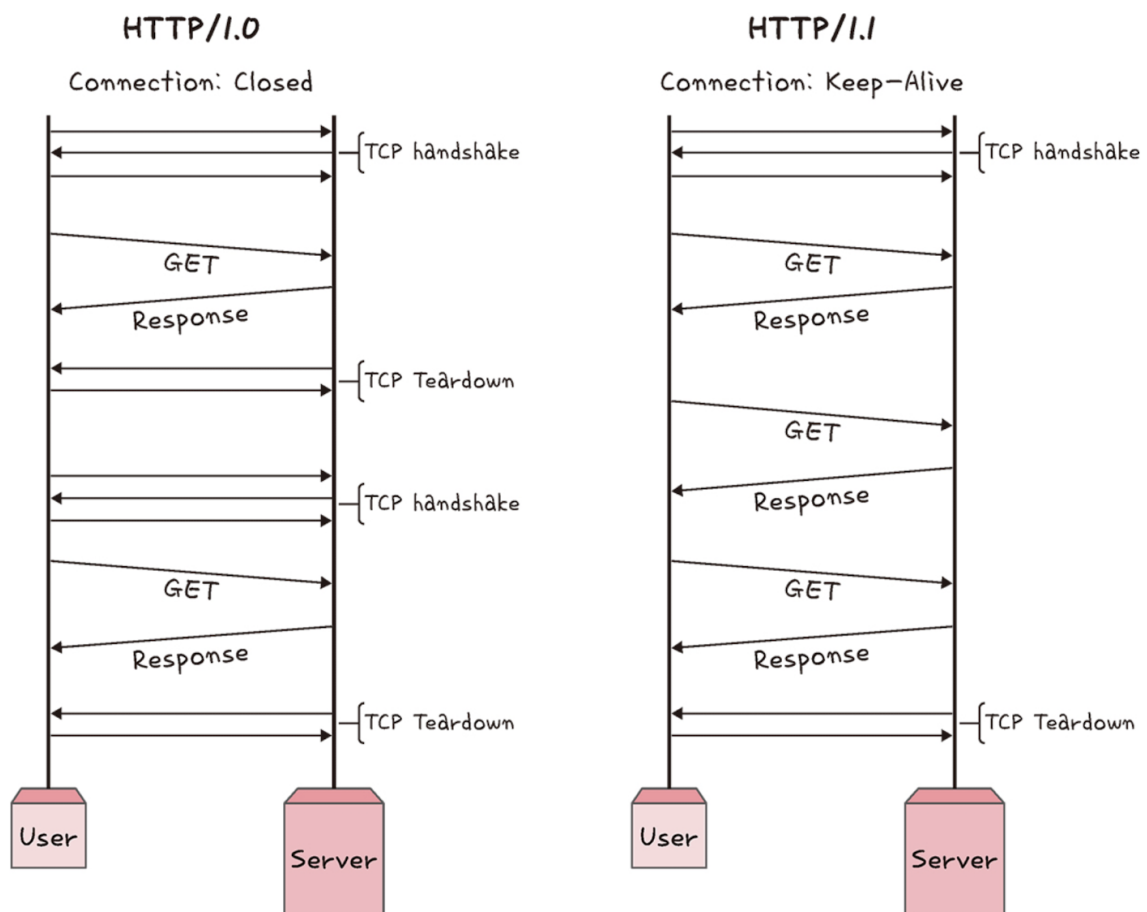 HTTP/1.0
Connection: Closed
TCP handshake
GET
Response
TCP Teardown
TCP handshake
GET
Response
TCP Teardown
User
Server
HTTP/1.1
Connection: Keep-Alive
TCP handshake
GET
Response
GET
Response
GET
Response
TCP Teardown
User
Server